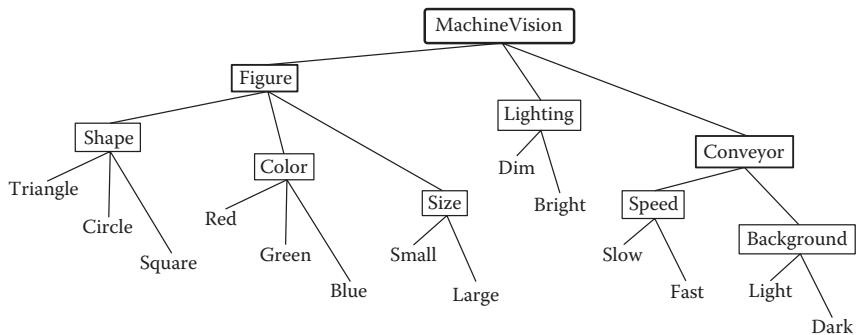 MachineVision
Figure
Lighting
Shape
Conveyor
Color
Dim
Triangle
Size
Bright
Speed
Red
Circle
Background
Green
Small
Slow
Square
Blue
Large
Fast
Light
Dark